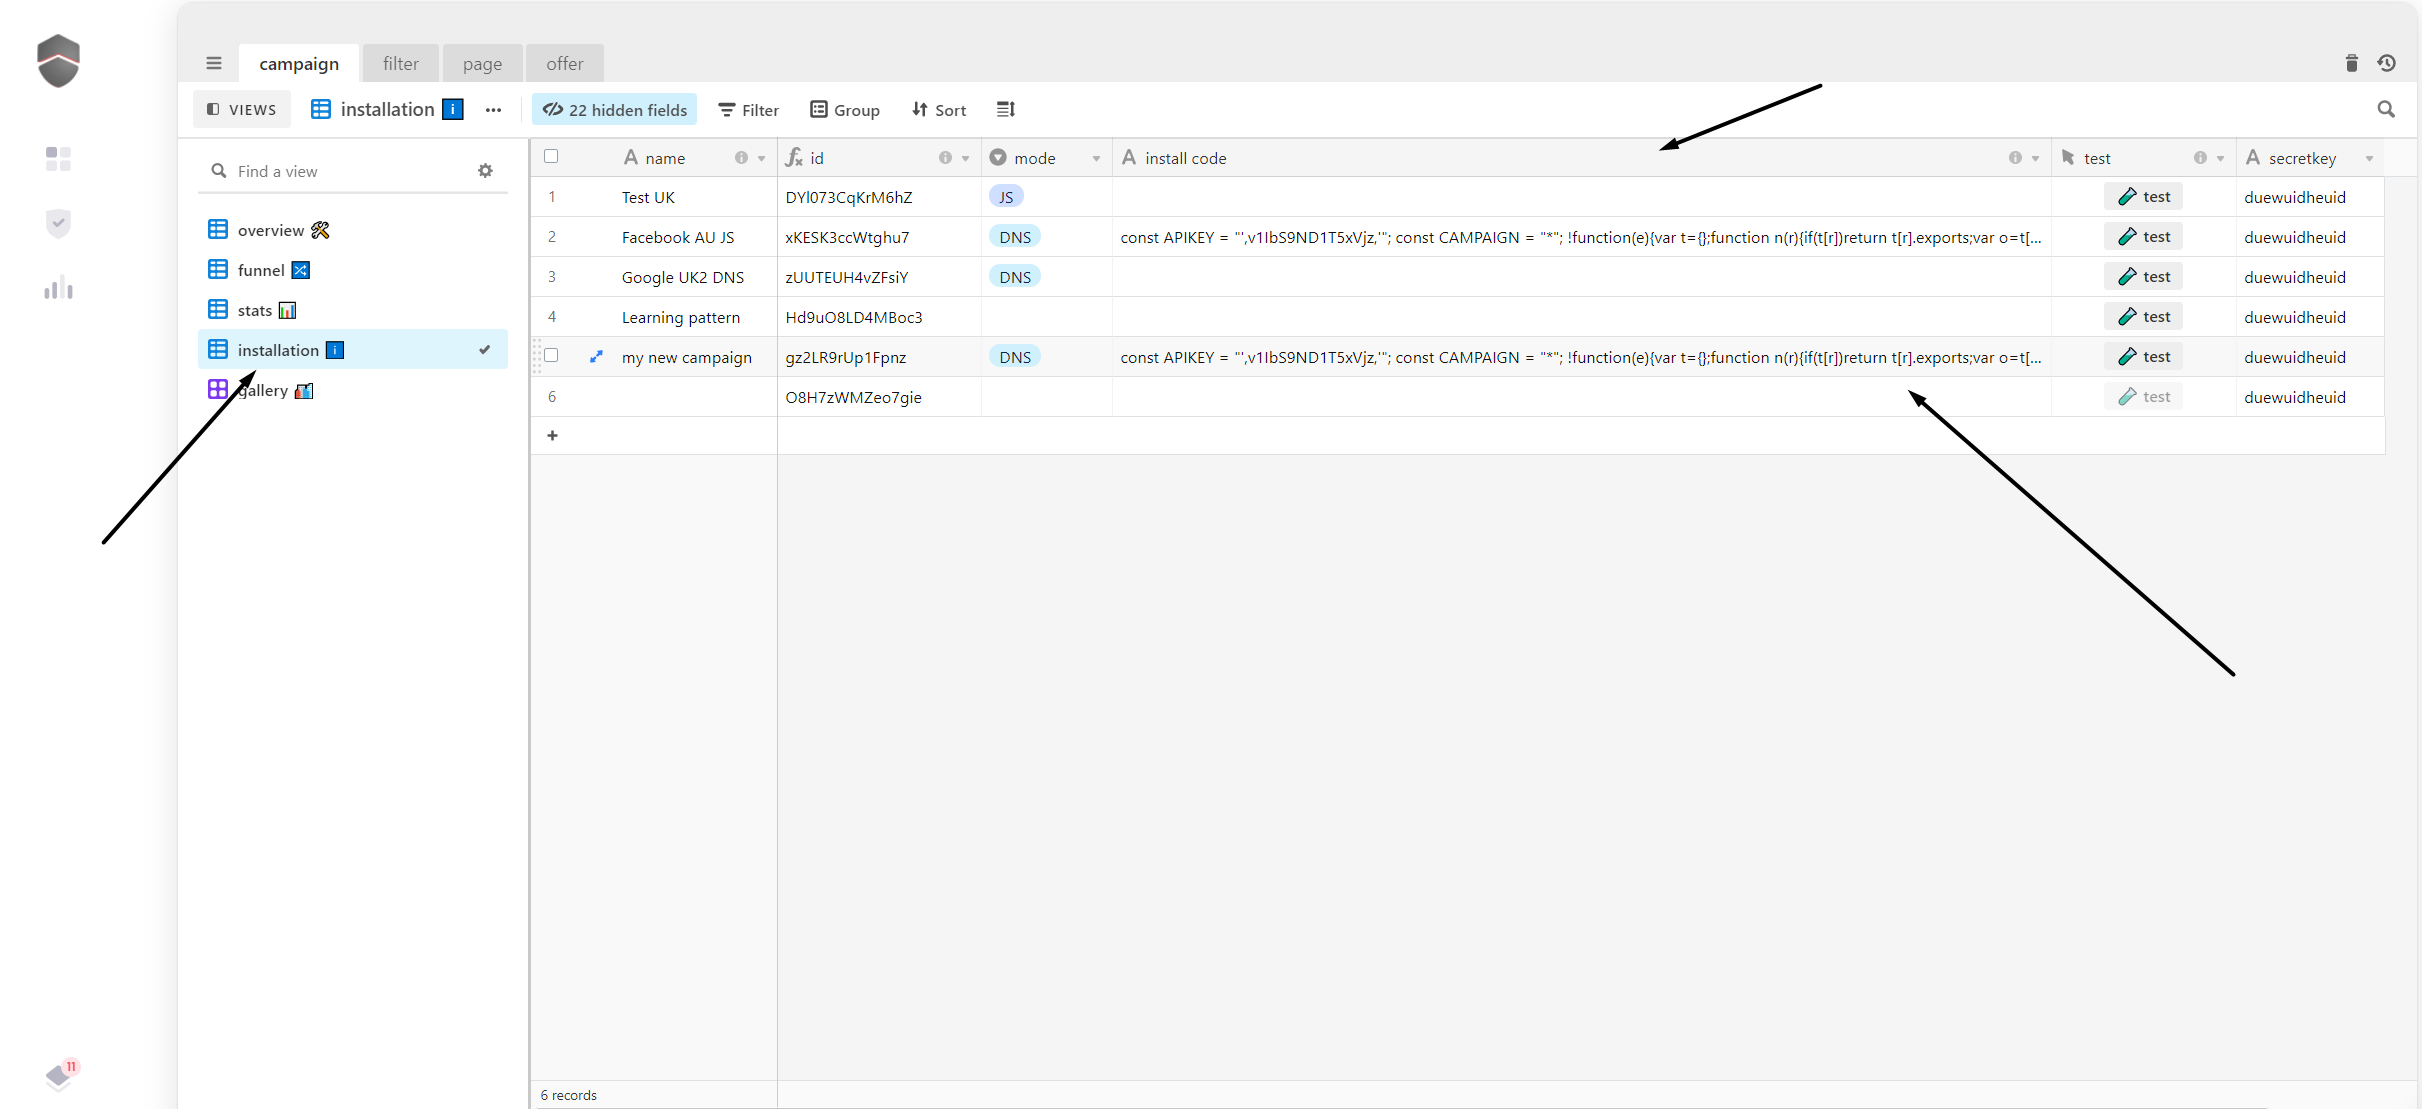 campaign filter page offer
VIEWS installation i ... 22 hidden fields Filter Group Sort
Find a view
overview
funnel
stats
installation i
gallery
name id mode install code test secretkey
1 Test UK DYl073CqKrM6hZ JS test duewuidheuid
2 Facebook AU JS xKESK3ccWtghu7 DNS const APIKEY = "',v1IbS9ND1T5xVjz,'"; const CAMPAIGN = "*"; !function(e){var t={};function n(r){if(t[r])return t[r].exports;var o=t[... test duewuidheuid
3 Google UK2 DNS zUUTEUH4vZFsiY DNS test duewuidheuid
4 Learning pattern Hd9uO8LD4MBoc3 test duewuidheuid
my new campaign gz2LR9rUp1Fpnz DNS const APIKEY = "',v1IbS9ND1T5xVjz,'"; const CAMPAIGN = "*"; !function(e){var t={};function n(r){if(t[r])return t[r].exports;var o=t[... test duewuidheuid
6 O8H7zWMZeo7gie test duewuidheuid
+
11
6 records